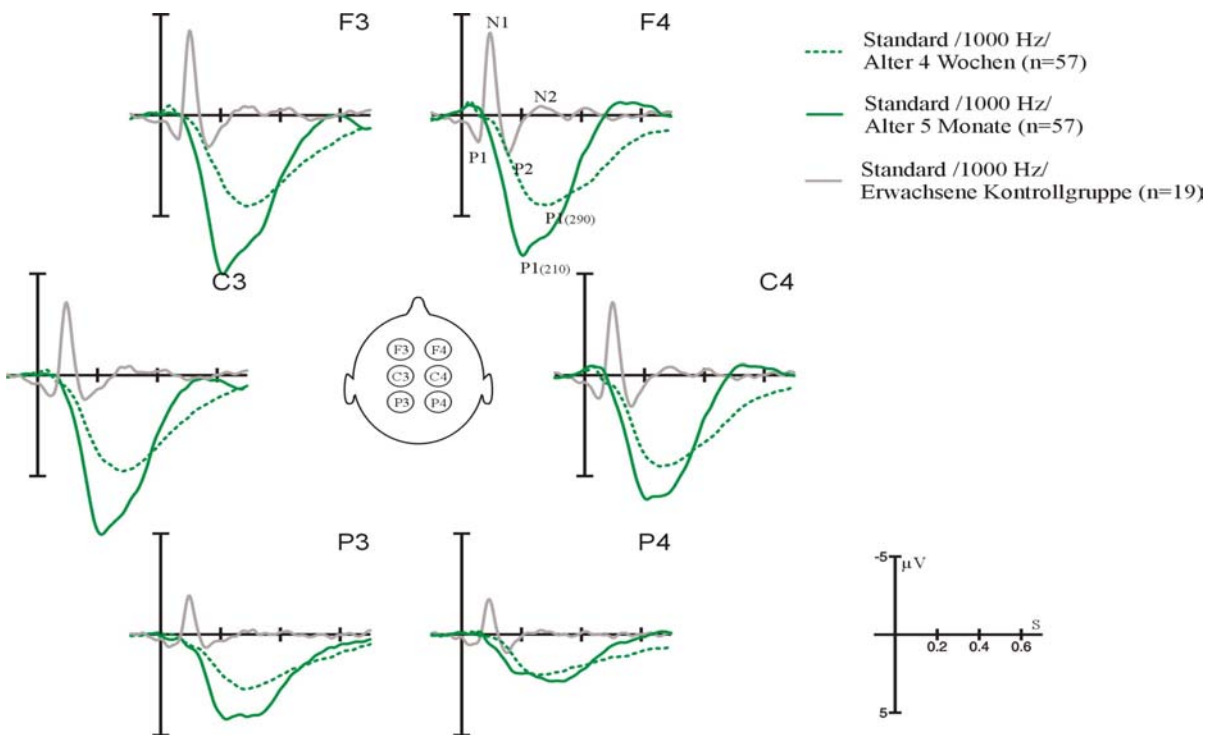 F3
F4
N1
N2
P1
P2
P1(290)
P1(210)
Standard /1000 Hz/
Alter 4 Wochen (n=57)
Standard /1000 Hz/
Alter 5 Monate (n=57)
Standard /1000 Hz/
Erwachsene Kontrollgruppe (n=19)
C3
C4
F3 F4
C3 C4
P3 P4
P3
P4
-5
µV
S
0.2 0.4 0.6
5